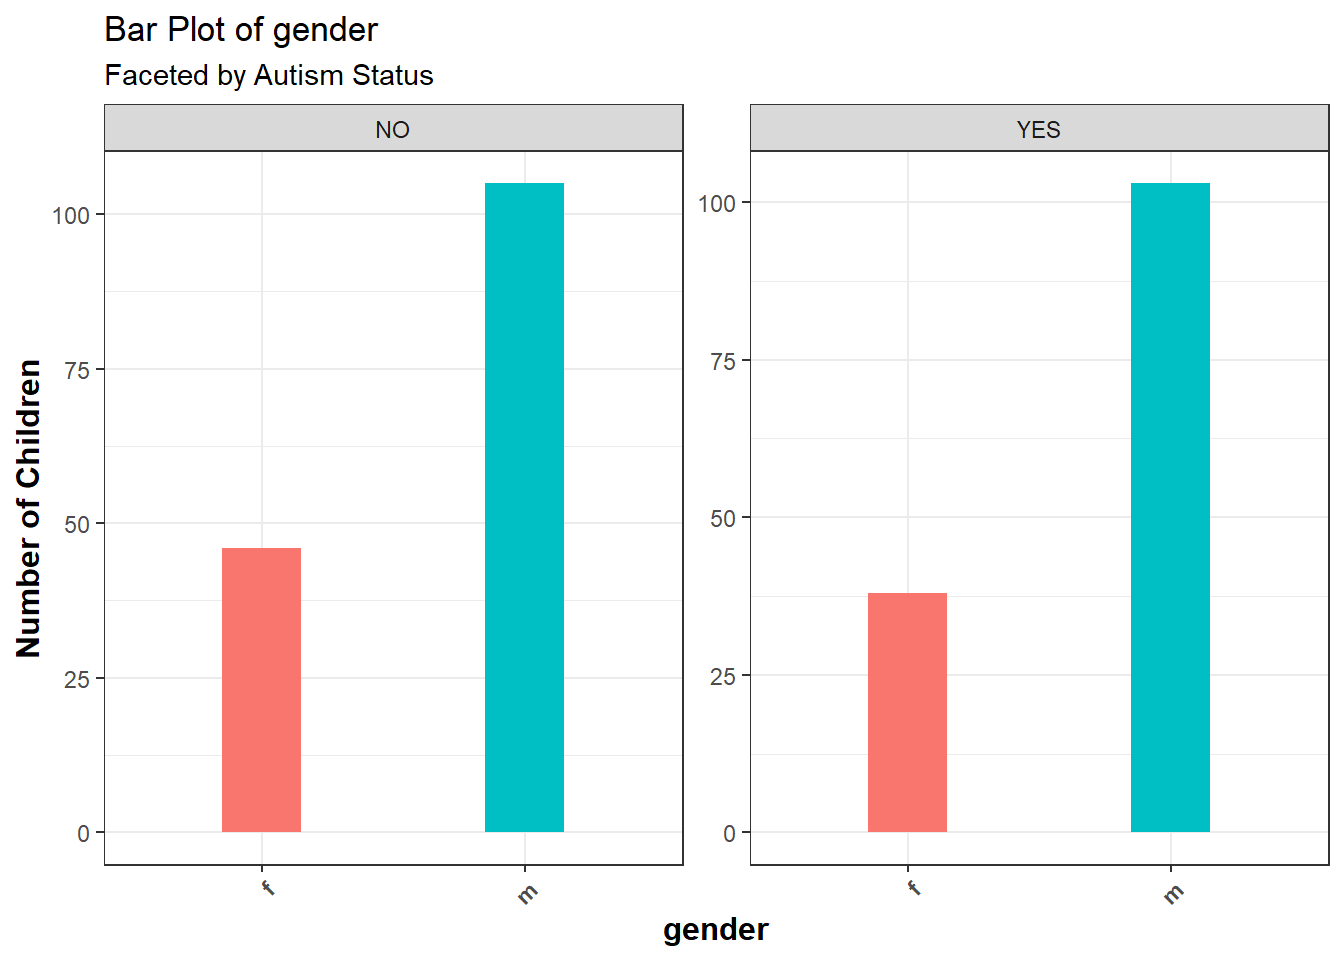 Bar Plot of gender
Faceted by Autism Status
NO
YES
100
75
50
25
0
100
75
50
25
0
Number of Children
f
m
f
m
gender